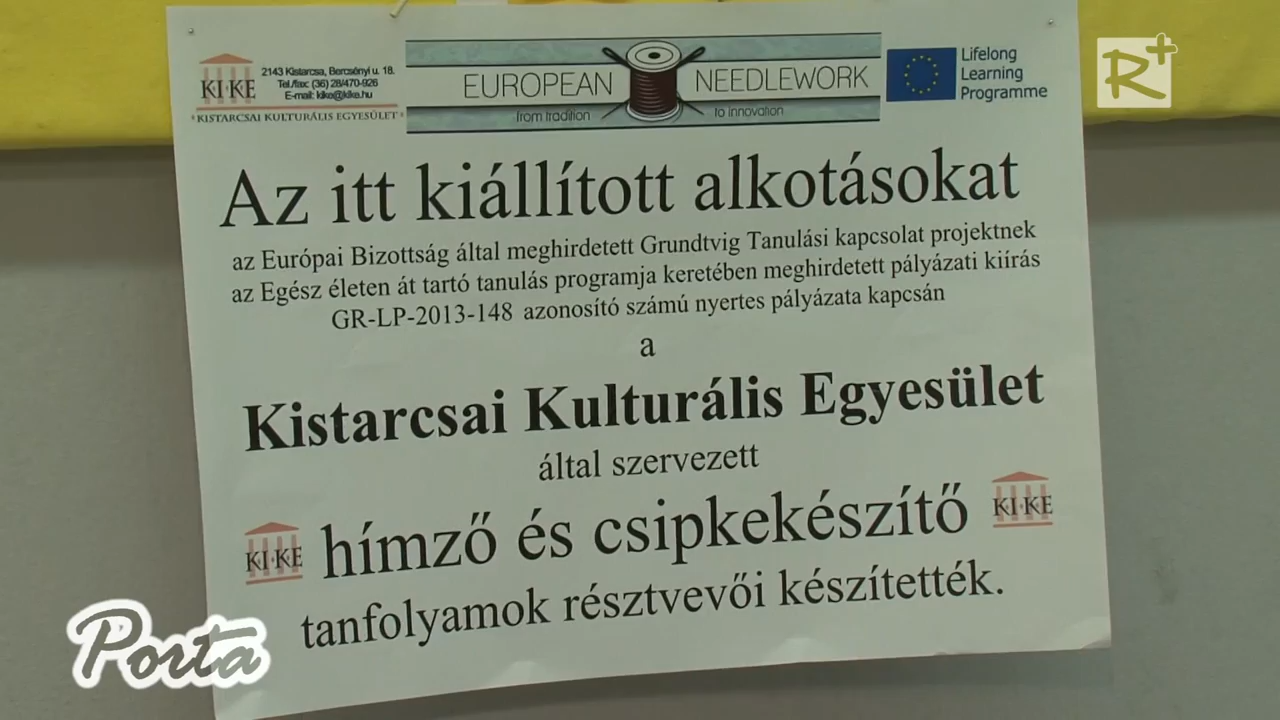 KI·KE
2143 Kistarcsa, Bercsényi u. 18.
Tel./fax: (36) 28/470-926
E-mail: kike@kike.hu
KISTARCSAI KULTURÁLIS EGYESÜLET
EUROPEAN NEEDLEWORK
from tradition to innovation
Lifelong
Learning
Programme
R+
Az itt kiállított alkotásokat
az Európai Bizottság által meghirdetett Grundtvig Tanulási kapcsolat projektnek
az Egész életen át tartó tanulás programja keretében meghirdetett pályázati kiírás
GR-LP-2013-148 azonosító számú nyertes pályázata kapcsán
a
Kistarcsai Kulturális Egyesület
által szervezett
KI·KE hímző és csipkekészítő KI·KE
tanfolyamok résztvevői készítették.
Porta